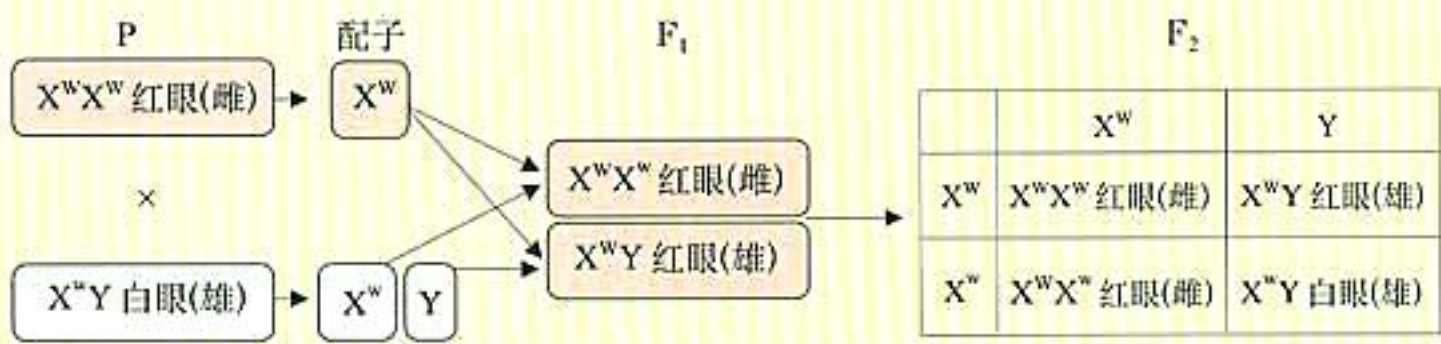 P 配子 F₁ F₂
XᵂXᵂ 红眼(雌) Xᵂ
×
XʷY 白眼(雄) Xʷ Y
XᵂXʷ 红眼(雌)
XᵂY 红眼(雄)
Xᵂ Y
Xᵂ XᵂXᵂ 红眼(雌) XᵂY 红眼(雄)
Xʷ XᵂXʷ 红眼(雌) XʷY 白眼(雄)